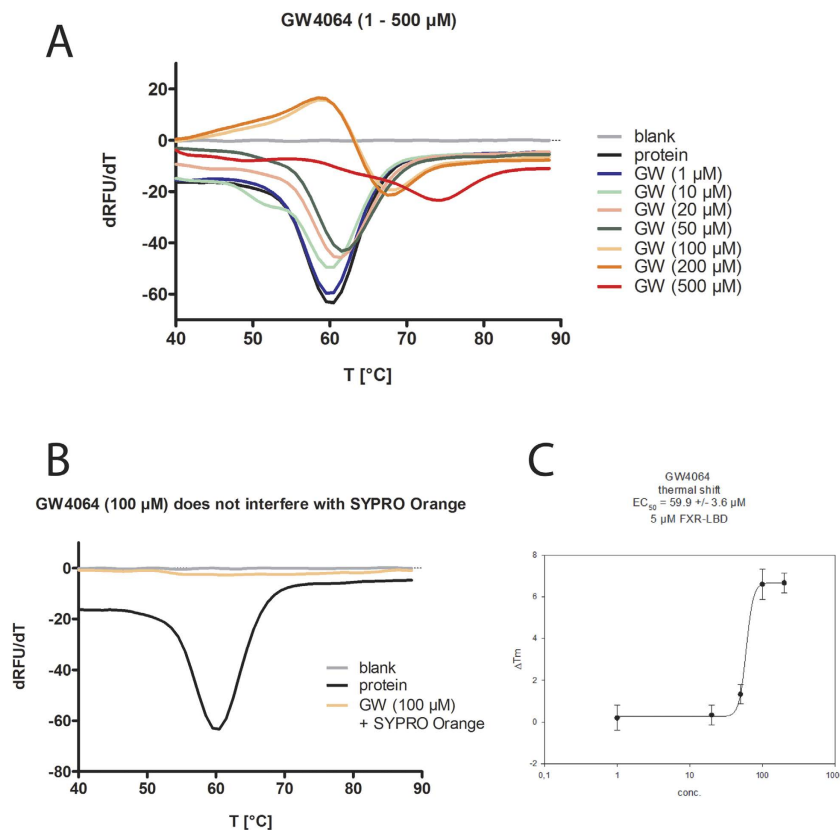 A
GW4064 (1 - 500 µM)
dRFU/dT
20
0
-20
-40
-60
40
50
60
70
80
90
T [°C]
blank
protein
GW (1 µM)
GW (10 µM)
GW (20 µM)
GW (50 µM)
GW (100 µM)
GW (200 µM)
GW (500 µM)
B
GW4064 (100 µM) does not interfere with SYPRO Orange
dRFU/dT
0
-20
-40
-60
-80
40
50
60
70
80
90
T [°C]
blank
protein
GW (100 µM)
+ SYPRO Orange
C
GW4064
thermal shift
EC50 = 59.9 +/- 3.6 µM
5 µM FXR-LBD
ΔTm
8
6
4
2
0
-2
0,1
1
10
100
100
conc.